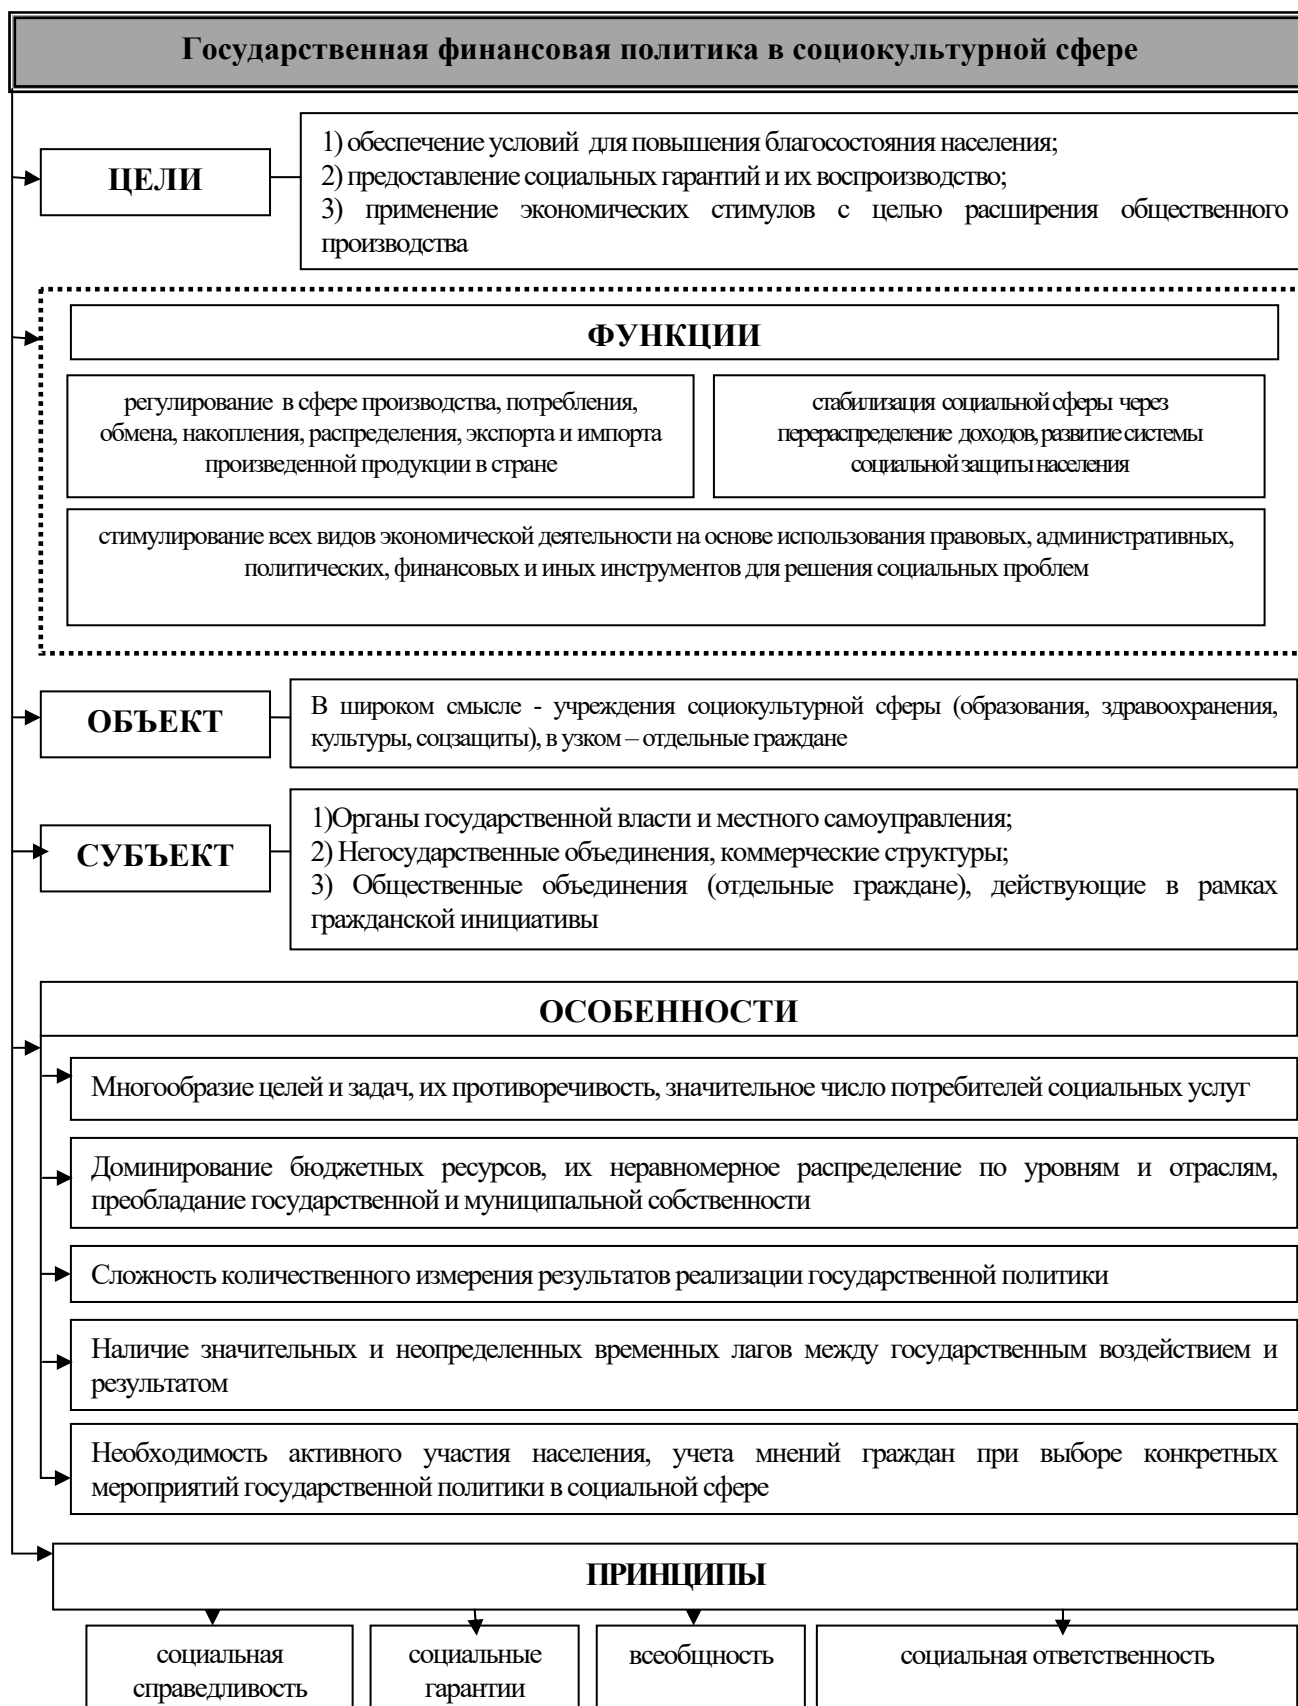 Государственная финансовая политика в социокультурной сфере
ЦЕЛИ
1) обеспечение условий для повышения благосостояния населения;
2) предоставление социальных гарантий и их воспроизводство;
3) применение экономических стимулов с целью расширения общественного
производства
ФУНКЦИИ
регулирование в сфере производства, потребления,
обмена, накопления, распределения, экспорта и импорта
произведенной продукции в стране
стабилизация социальной сферы через
перераспределение доходов, развитие системы
социальной защиты населения
стимулирование всех видов экономической деятельности на основе использования правовых, административных,
политических, финансовых и иных инструментов для решения социальных проблем
ОБЪЕКТ
В широком смысле - учреждения социокультурной сферы (образования, здравоохранения,
культуры, соцзащиты), в узком – отдельные граждане
СУБЪЕКТ
1)Органы государственной власти и местного самоуправления;
2) Негосударственные объединения, коммерческие структуры;
3) Общественные объединения (отдельные граждане), действующие в рамках
гражданской инициативы
ОСОБЕННОСТИ
Многообразие целей и задач, их противоречивость, значительное число потребителей социальных услуг
Доминирование бюджетных ресурсов, их неравномерное распределение по уровням и отраслям,
преобладание государственной и муниципальной собственности
Сложность количественного измерения результатов реализации государственной политики
Наличие значительных и неопределенных временных лагов между государственным воздействием и
результатом
Необходимость активного участия населения, учета мнений граждан при выборе конкретных
мероприятий государственной политики в социальной сфере
ПРИНЦИПЫ
социальная
справедливость
социальные
гарантии
всеобщность
социальная ответственность